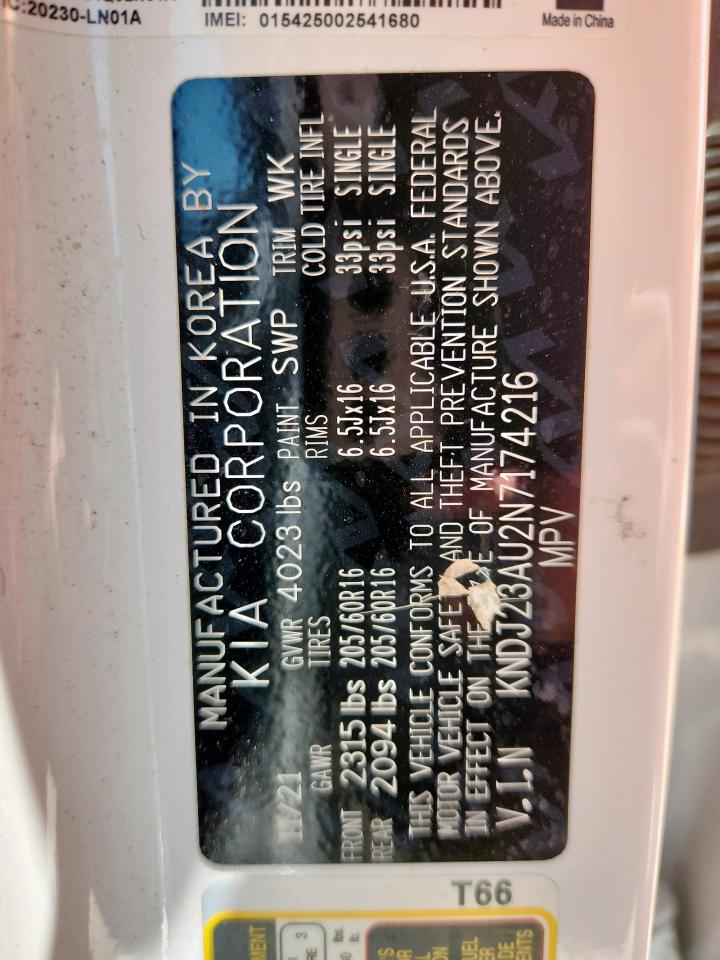 C:20230-LN01A
IMEI: 015425002541680
Made in China
MANUFACTURED IN KOREA BY
KIA CORPORATION
11/21 GVWR 4023 lbs PAINT SWP TRIM WK
GAWR TIRES RIMS COLD TIRE INFL
FRONT 2315 lbs 205/60R16 6.5Jx16 33psi SINGLE
REAR 2094 lbs 205/60R16 6.5Jx16 33psi SINGLE
THIS VEHICLE CONFORMS TO ALL APPLICABLE U.S.A. FEDERAL
MOTOR VEHICLE SAFET AND THEFT PREVENTION STANDARDS
IN EFFECT ON THE E OF MANUFACTURE SHOWN ABOVE.
V.I.N KNDJ23AU2N7174216
MPV
T66